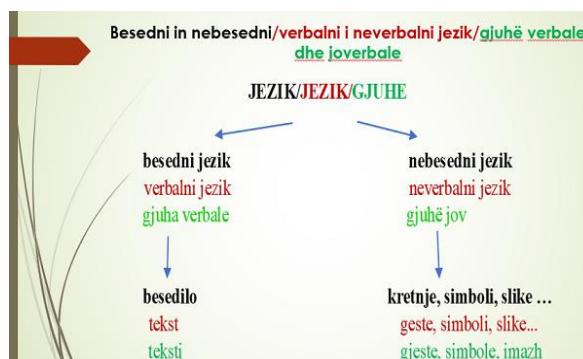 Besedni in nebesedni/verbalni i neverbalni jezik/gjuhë verbale
dhe joverbale
JEZIK/JEZIK/GJUHE
besedni jezik
verbalni jezik
gjuha verbale
nebesedni jezik
neverbalni jezik
gjuhë jov
besedilo
tekst
teksti
kretnje, simboli, slike ...
geste, simboli, slike...
gjeste, simbole, imazh